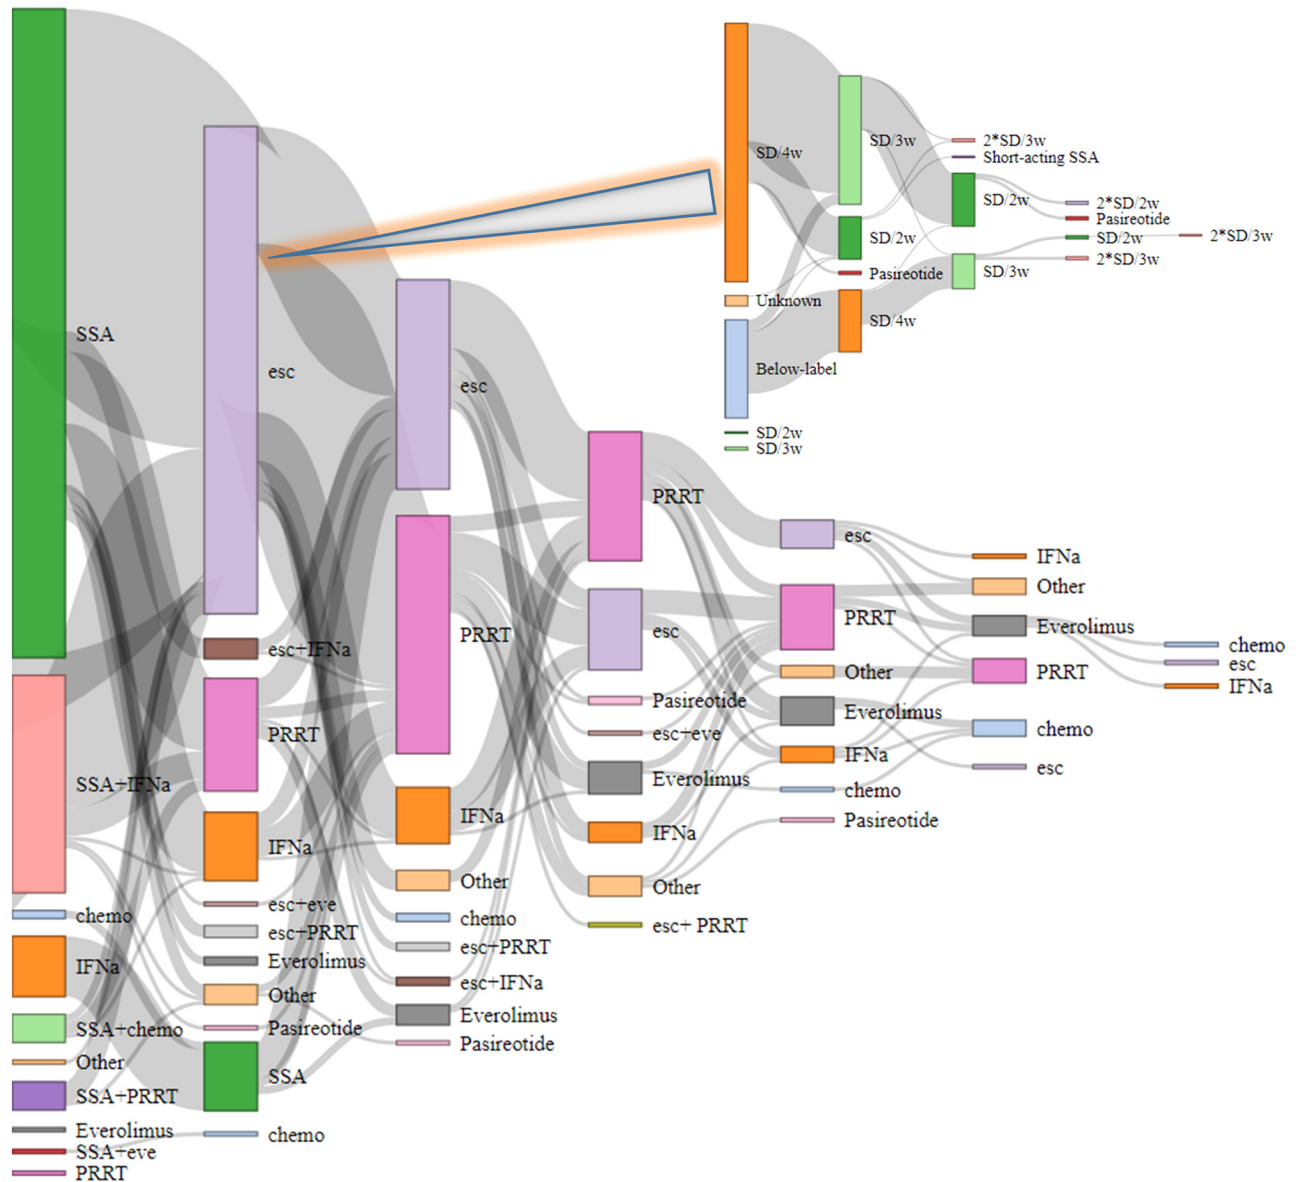 SSA
SSA+IFNa
chemo
IFNa
SSA+chemo
Other
SSA+PRRT
Everolimus
SSA+eve
PRRT
esc
esc+IFNa
PRRT
IFNa
esc+eve
esc+PRRT
Everolimus
Other
Pasireotide
SSA
chemo
esc
PRRT
IFNa
Other
chemo
esc+PRRT
esc+IFNa
Everolimus
Pasireotide
PRRT
esc
Pasireotide
esc+eve
Everolimus
IFNa
Other
esc+ PRRT
esc
PRRT
Other
Everolimus
IFNa
chemo
Pasireotide
IFNa
Other
Everolimus
PRRT
chemo
esc
chemo
esc
IFNa
SD/4w
Unknown
Below-label
SD/2w
SD/3w
SD/3w
SD/2w
Pasireotide
SD/4w
2*SD/3w
Short-acting SSA
SD/2w
SD/3w
2*SD/2w
Pasireotide
SD/2w
2*SD/3w
2*SD/3w